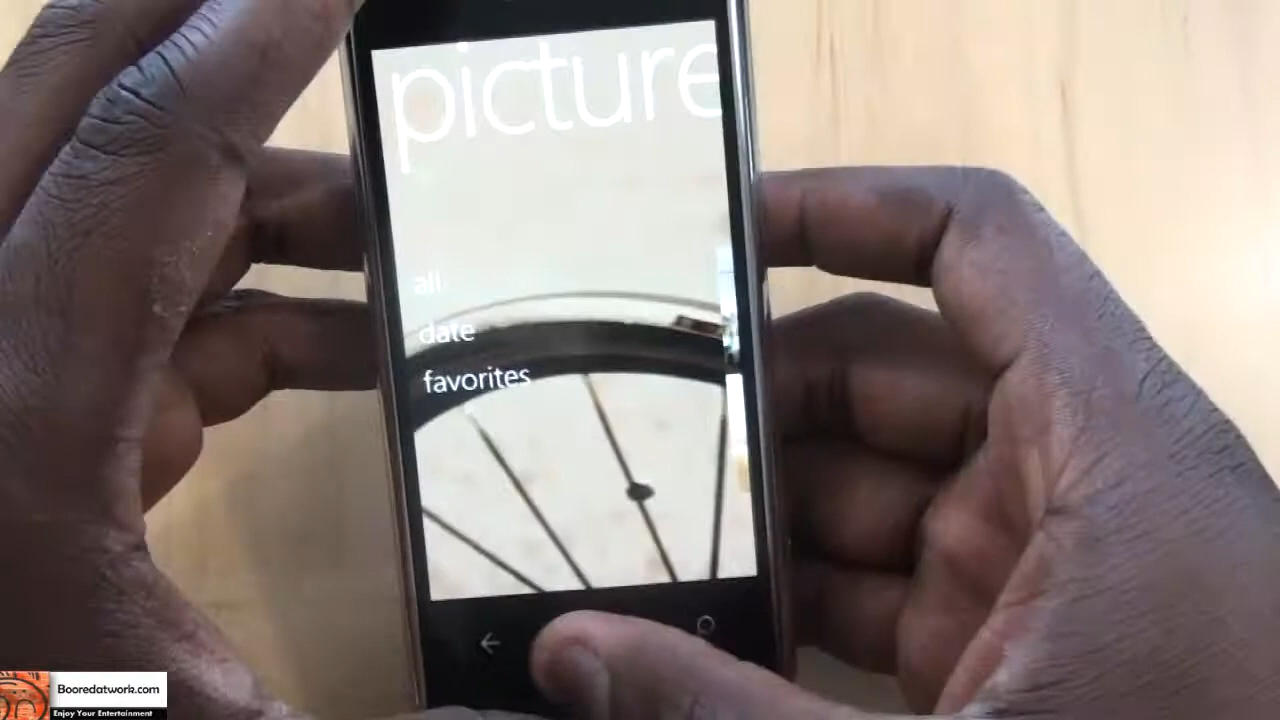 picture
all
date
favorites
Booredatwork.com
Enjoy Your Entertainment